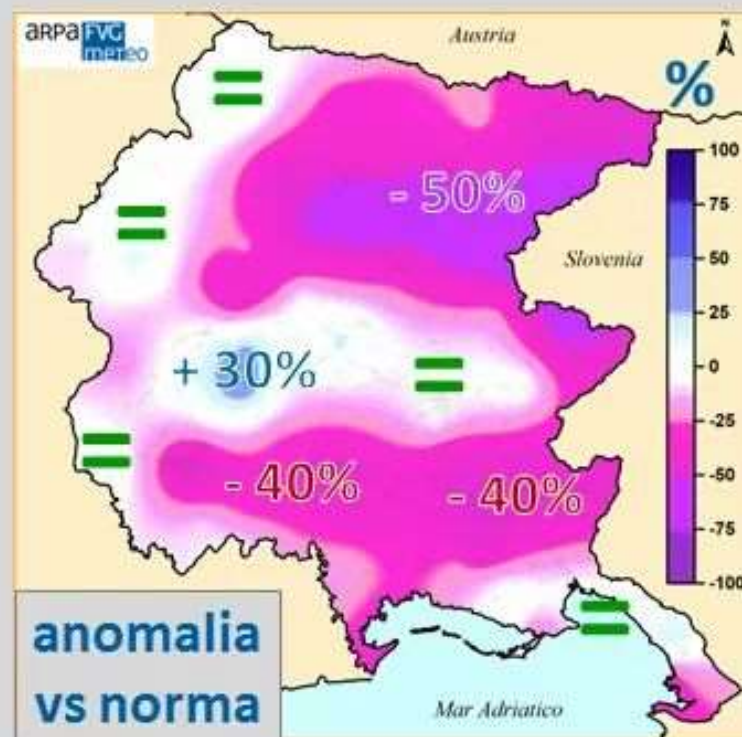 arPa FVG
meteo
Austria
N
%
100
75
50
25
0
-25
-50
-75
-100
=
- 50%
=
Slovenia
+ 30%
=
=
- 40%
- 40%
=
anomalia
vs norma
Mar Adriatico